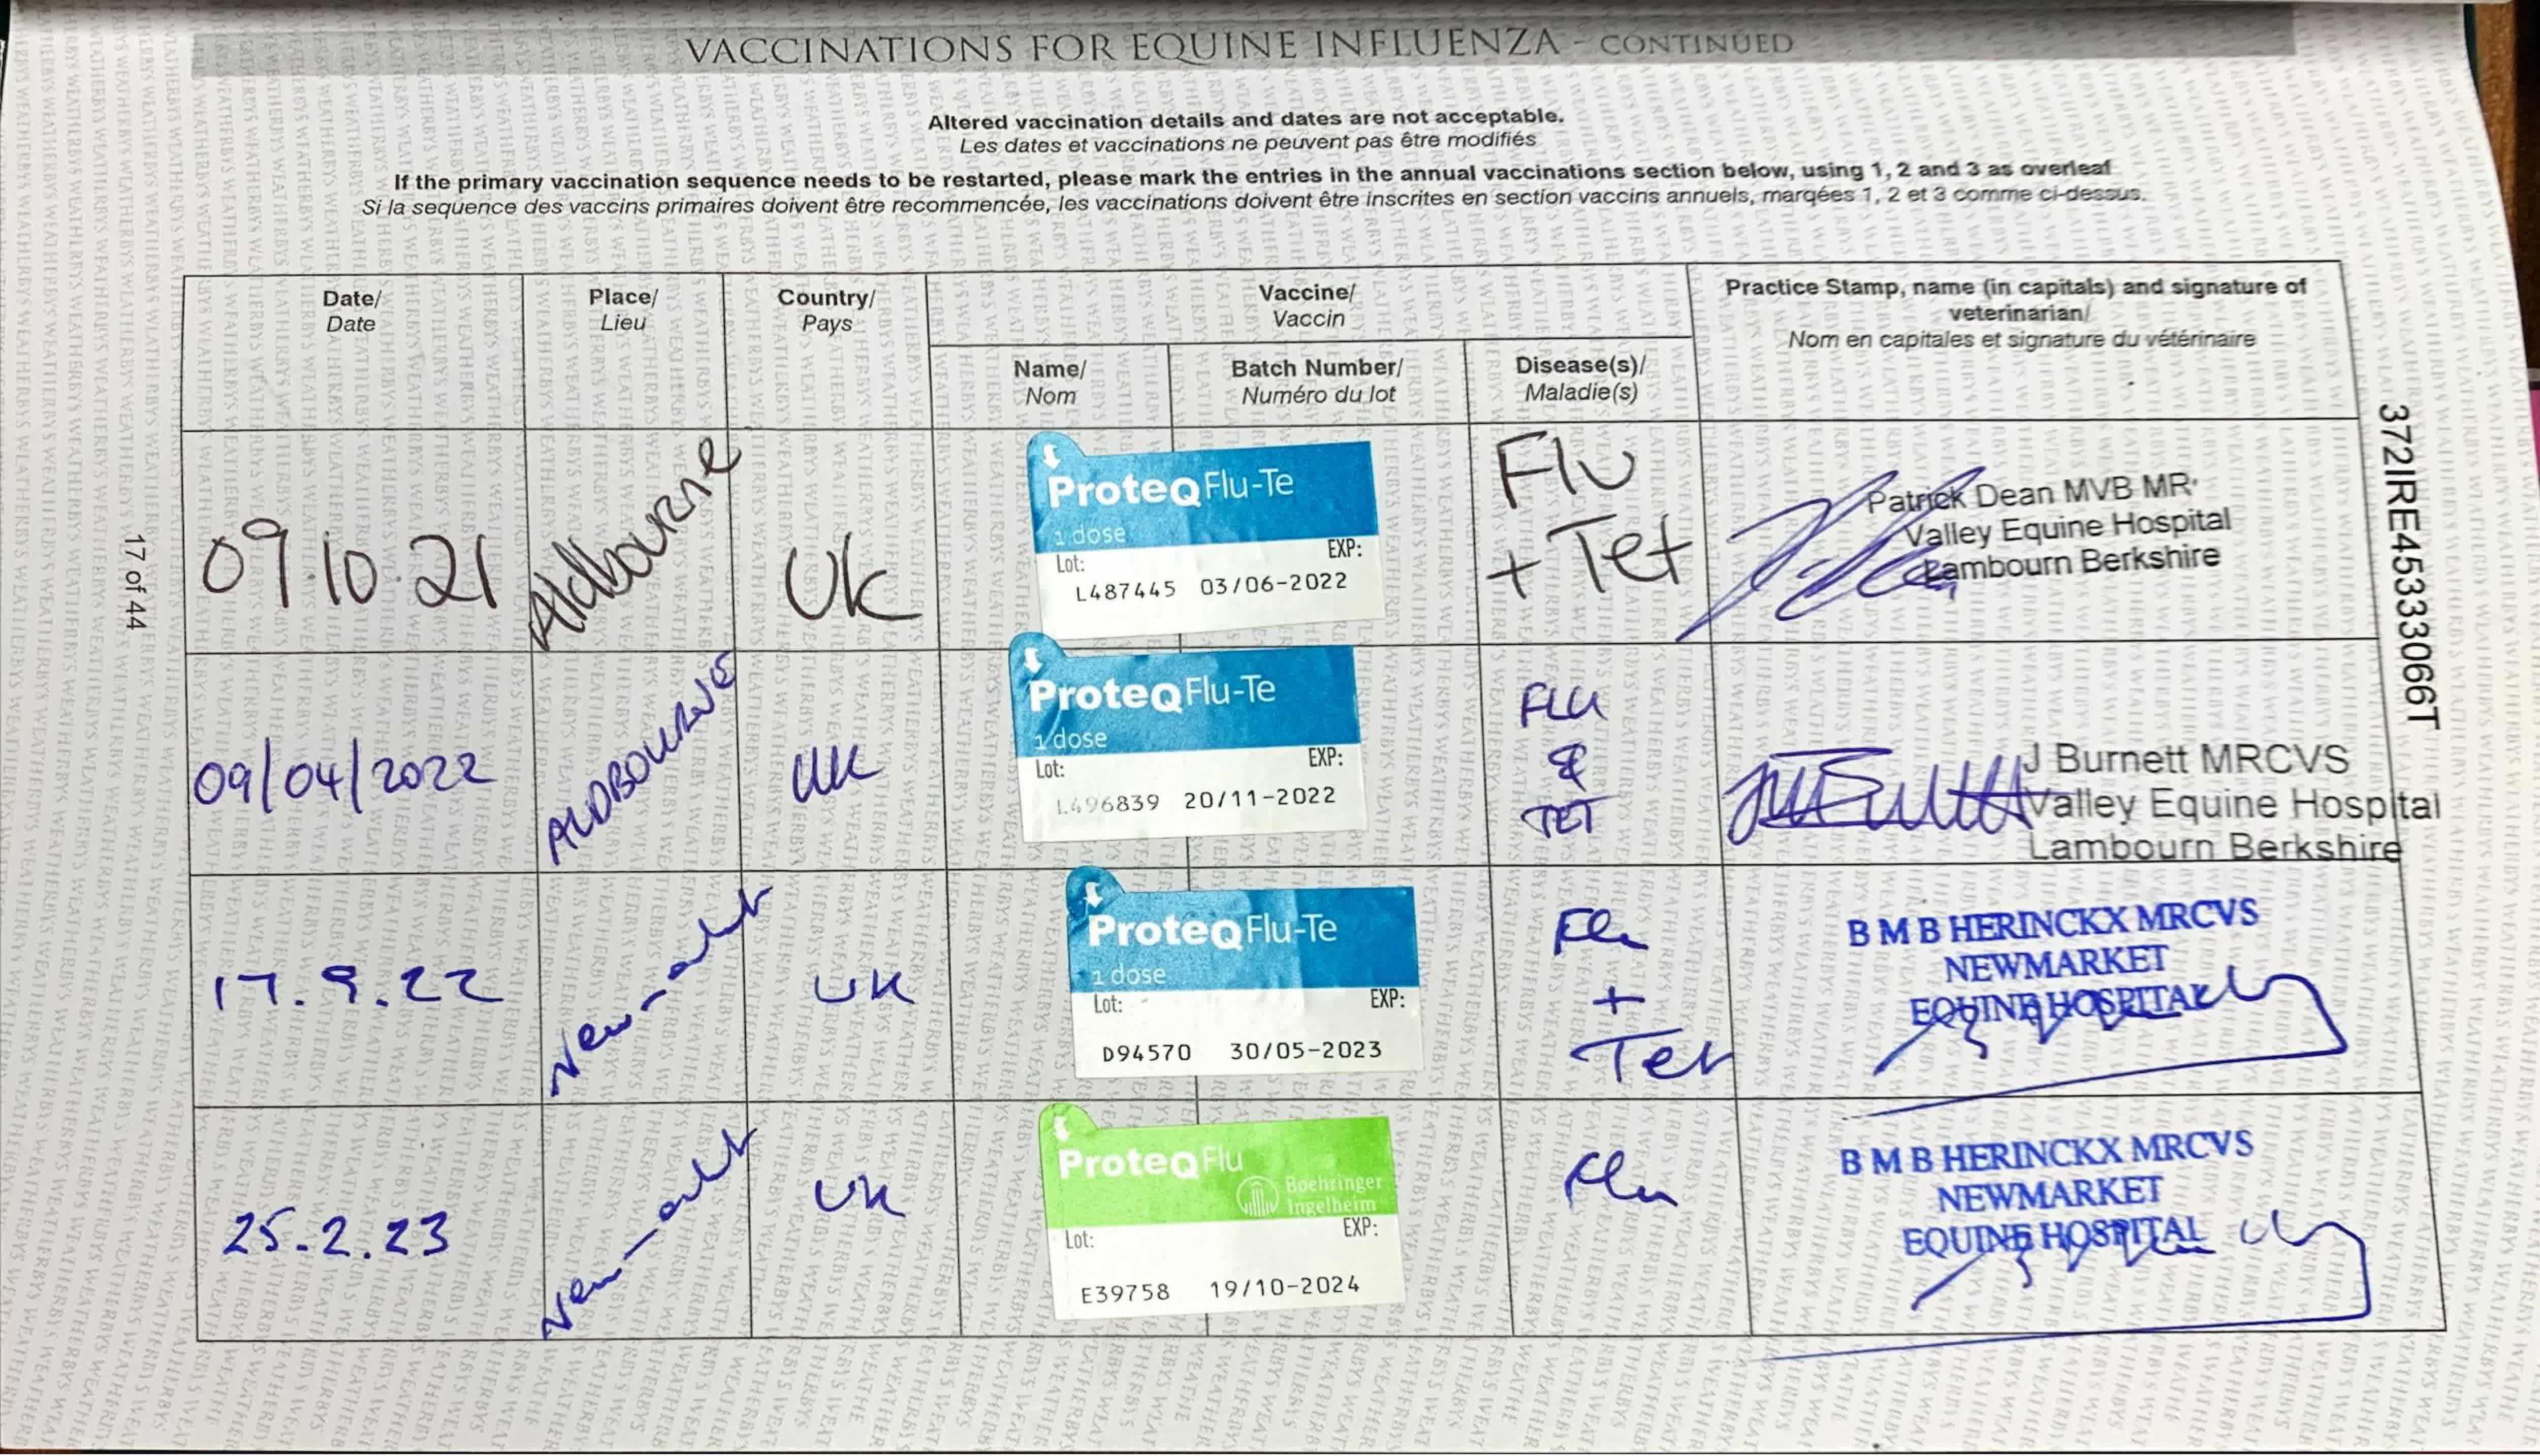 VACCINATIONS FOR EQUINE INFLUENZA - CONTINUED
Altered vaccination details and dates are not acceptable.
Les dates et vaccinations ne peuvent pas être modifiés
If the primary vaccination sequence needs to be restarted, please mark the entries in the annual vaccinations section below, using 1, 2 and 3 as overleaf
Si la sequence des vaccins primaires doivent être recommencée, les vaccinations doivent être inscrites en section vaccins annuels, marqées 1, 2 et 3 comme ci-dessus.
Date/
Date
Place/
Lieu
Country/
Pays
Vaccine/
Vaccin
Name/
Nom
Batch Number/
Numéro du lot
Disease(s)/
Maladie(s)
Practice Stamp, name (in capitals) and signature of
veterinarian/
Nom en capitales et signature du vétérinaire
09.10.21
Aldbourne
UK
ProteqFlu-Te
1 dose
Lot:
EXP:
L487445 03/06-2022
Flu
+ Tet
Patrick Dean MVB MR
Valley Equine Hospital
Lambourn Berkshire
09/04/2022
ALDBOURNE
UK
ProteqFlu-Te
1 dose
Lot:
EXP:
L496839 20/11-2022
FLU
&
TET
J Burnett MRCVS
Valley Equine Hospital
Lambourn Berkshire
17.9.22
Newmarket
UK
ProteqFlu-Te
1 dose
Lot:
EXP:
D94570 30/05-2023
Flu
+
Tet
B M B HERINCKX MRCVS
NEWMARKET
EQUINE HOSPITAL
25.2.23
Newmarket
UK
ProteqFlu
Boehringer
Ingelheim
Lot:
EXP:
E39758 19/10-2024
Flu
B M B HERINCKX MRCVS
NEWMARKET
EQUINE HOSPITAL
17 of 44
372IRE45333066T